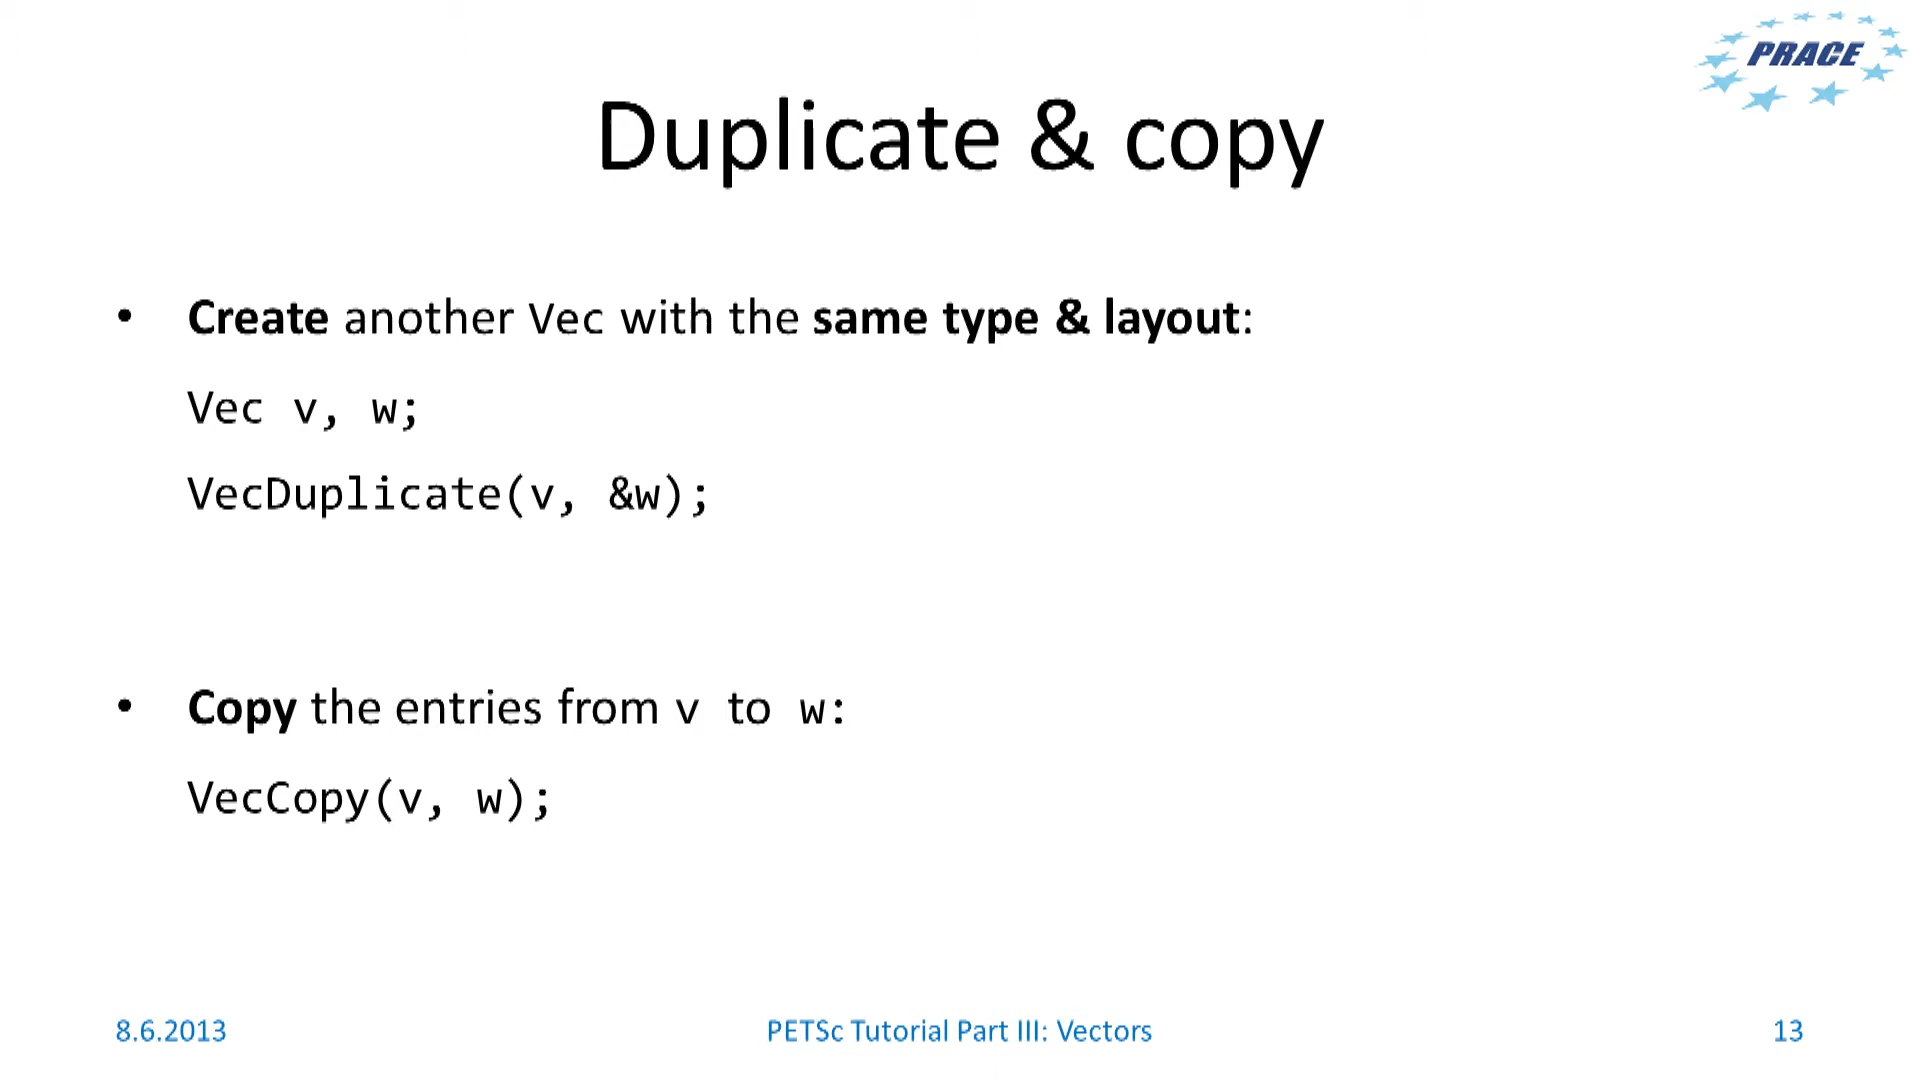 PRACE
Duplicate & copy
• Create another Vec with the same type & layout:
Vec v, w;
VecDuplicate(v, &w);
• Copy the entries from v to w:
VecCopy(v, w);
8.6.2013
PETSc Tutorial Part III: Vectors
13